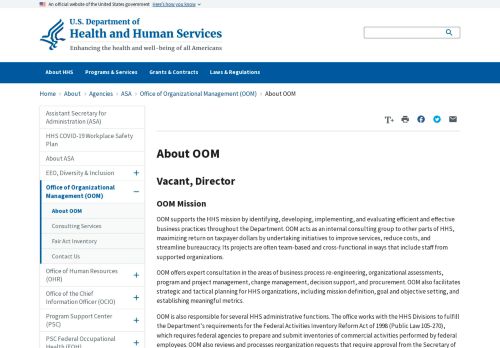 An official website of the United States government Here's how you know
U.S. Department of
Health and Human Services
Enhancing the health and well-being of all Americans
About HHS Programs & Services Grants & Contracts Laws & Regulations
Home > About > Agencies > ASA > Office of Organizational Management (OOM) > About OOM
Assistant Secretary for
Administration (ASA)
HHS COVID-19 Workplace Safety
Plan
About ASA
EEO, Diversity & Inclusion +
Office of Organizational
Management (OOM) −
About OOM
Consulting Services
Fair Act Inventory
Contact Us
Office of Human Resources
(OHR) +
Office of the Chief
Information Officer (OCIO) +
Program Support Center
(PSC) +
PSC Federal Occupational
Health (FOH) +
T+
About OOM
Vacant, Director
OOM Mission
OOM supports the HHS mission by identifying, developing, implementing, and evaluating efficient and effective
business practices throughout the Department. OOM acts as an internal consulting group to other parts of HHS,
maximizing return on taxpayer dollars by undertaking initiatives to improve services, reduce costs, and
streamline bureaucracy. Its projects are often team-based and cross-functional in ways that include staff from
supported organizations.
OOM offers expert consultation in the areas of business process re-engineering, organizational assessments,
program and project management, change management, decision support, and procurement. OOM also facilitates
strategic and tactical planning for HHS organizations, including mission definition, goal and objective setting, and
establishing meaningful metrics.
OOM is also responsible for several HHS administrative functions. The office works with the HHS Divisions to fulfill
the Department's requirements for the Federal Activities Inventory Reform Act of 1998 (Public Law 105-270),
which requires federal agencies to prepare and submit inventories of commercial activities performed by federal
employees. OOM also reviews and processes reorganization requests that require approval from the Secretary of